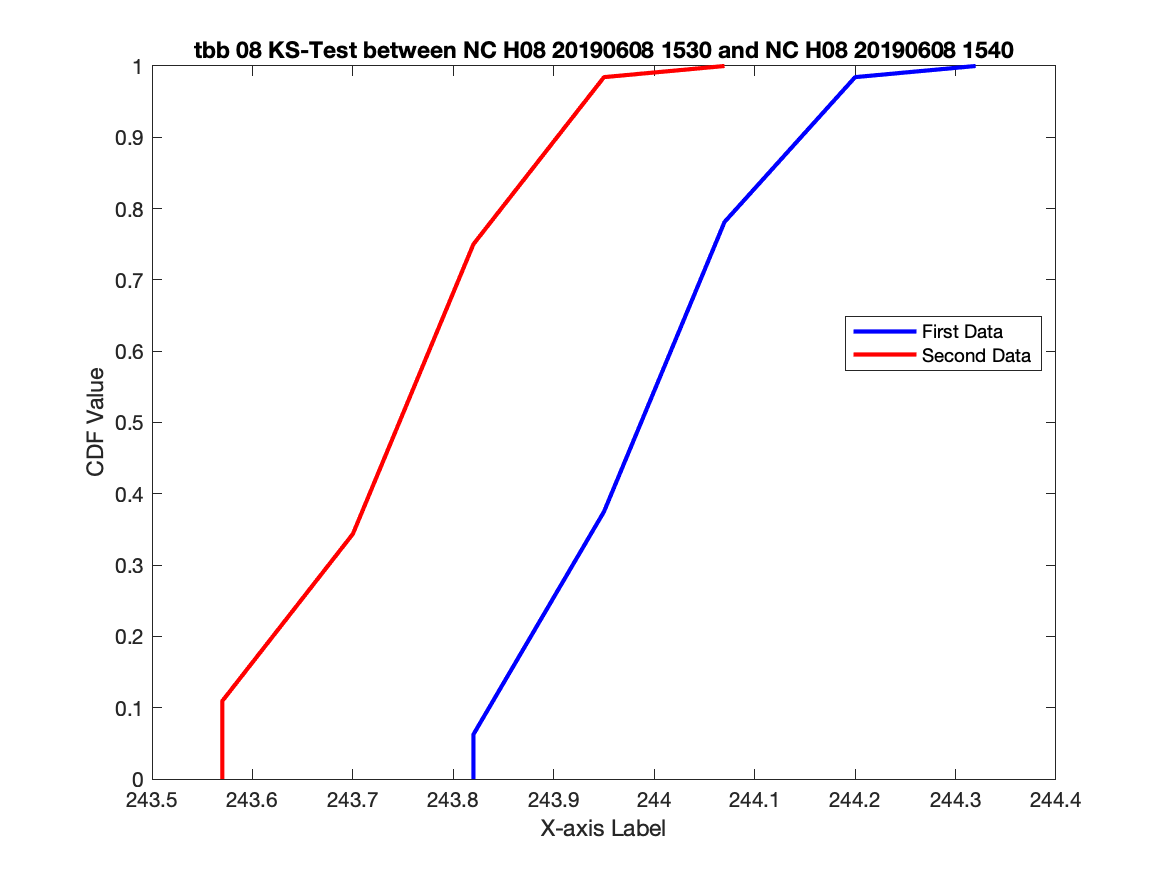 tbb 08 KS-Test between NC H08 20190608 1530 and NC H08 20190608 1540
1
0.9
0.8
0.7
0.6
0.5
0.4
0.3
0.2
0.1
0
CDF Value
First Data
Second Data
243.5 243.6 243.7 243.8 243.9 244 244.1 244.2 244.3 244.4
X-axis Label